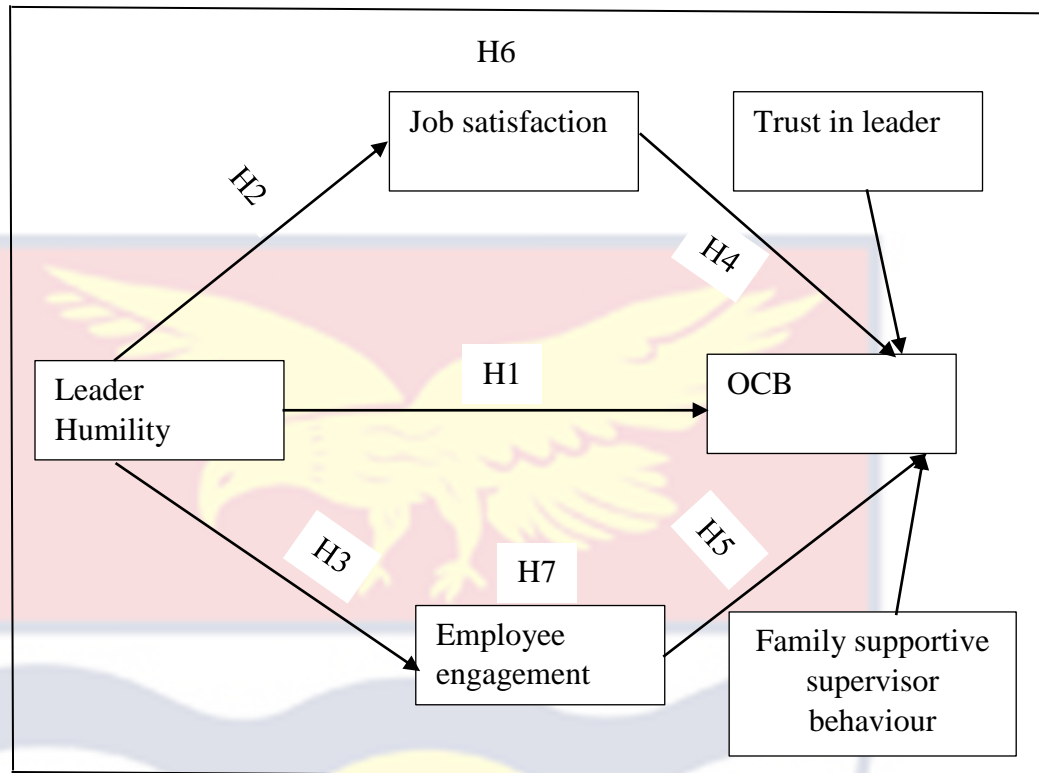 H6
Job satisfaction
Trust in leader
H2
H4
Leader
Humility
H1
OCB
H3
H5
H7
Employee
engagement
Family supportive
supervisor
behaviour